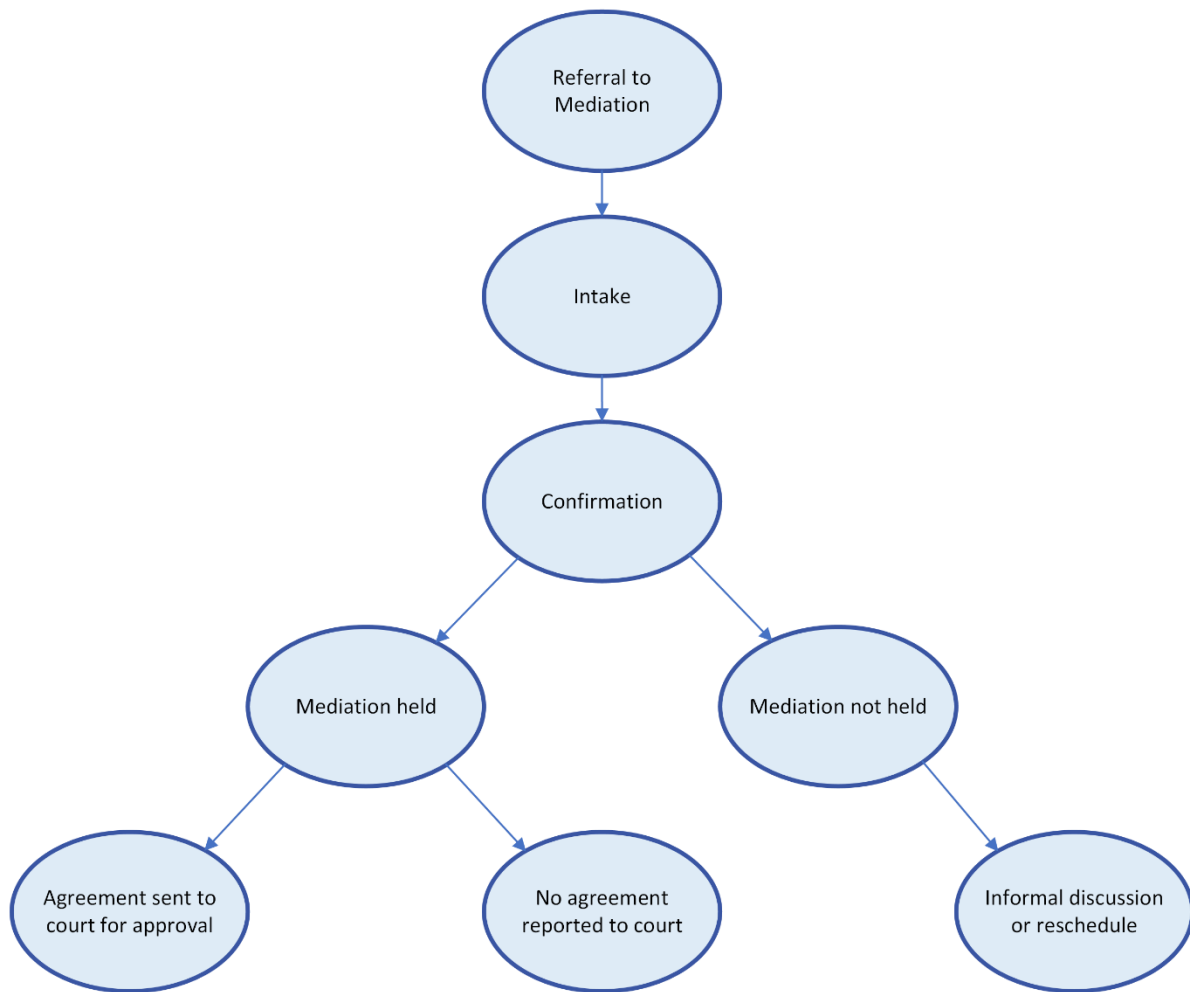 Referral to
Mediation
Intake
Confirmation
Mediation held
Mediation not held
Agreement sent to
court for approval
No agreement
reported to court
Informal discussion
or reschedule